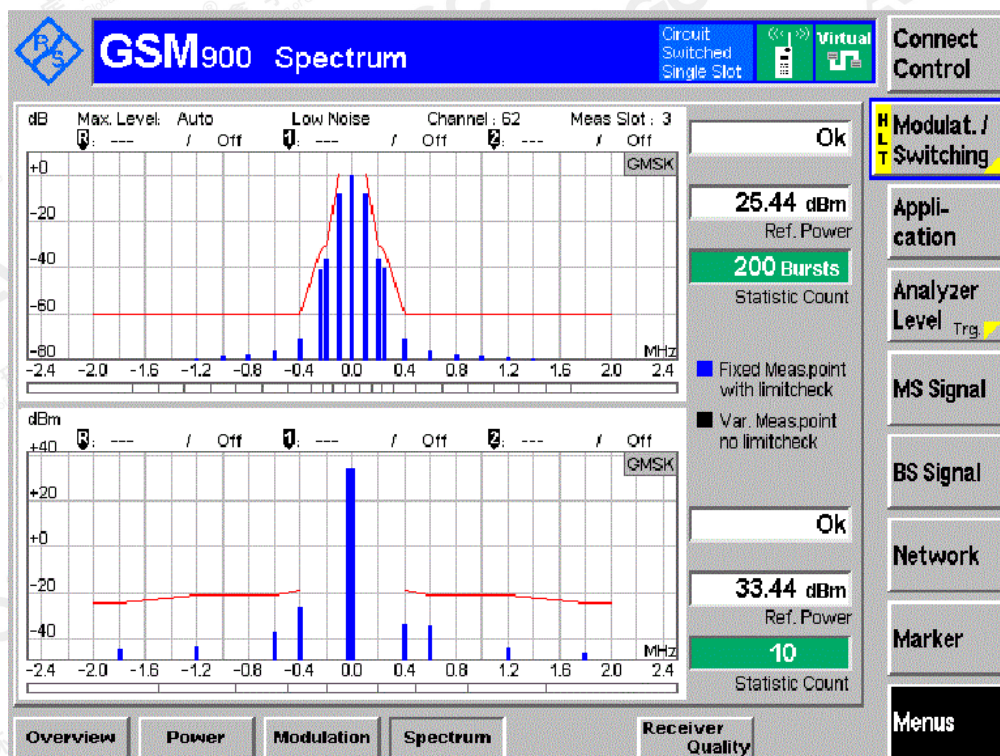 R/S
GSM900 Spectrum
Circuit Switched Single Slot
Virtual
Connect Control
dB Max. Level: Auto Low Noise Channel : 62 Meas Slot : 3
R: --- / Off 1: --- / Off 2: --- / Off
GMSK
+0
-20
-40
-60
-80
MHz
-2.4 -2.0 -1.6 -1.2 -0.8 -0.4 0.0 0.4 0.8 1.2 1.6 2.0 2.4
Ok
25.44 dBm
Ref. Power
200 Bursts
Statistic Count
Fixed Meas.point
with limitcheck
Var. Meas.point
no limitcheck
dBm
R: --- / Off 1: --- / Off 2: --- / Off
GMSK
+40
+20
+0
-20
-40
MHz
-2.4 -2.0 -1.6 -1.2 -0.8 -0.4 0.0 0.4 0.8 1.2 1.6 2.0 2.4
Ok
33.44 dBm
Ref. Power
10
Statistic Count
HLT
Modulat. / Switching
Appli-
cation
Analyzer
Level Trg.
MS Signal
BS Signal
Network
Marker
Menus
Overview Power Modulation Spectrum Receiver Quality